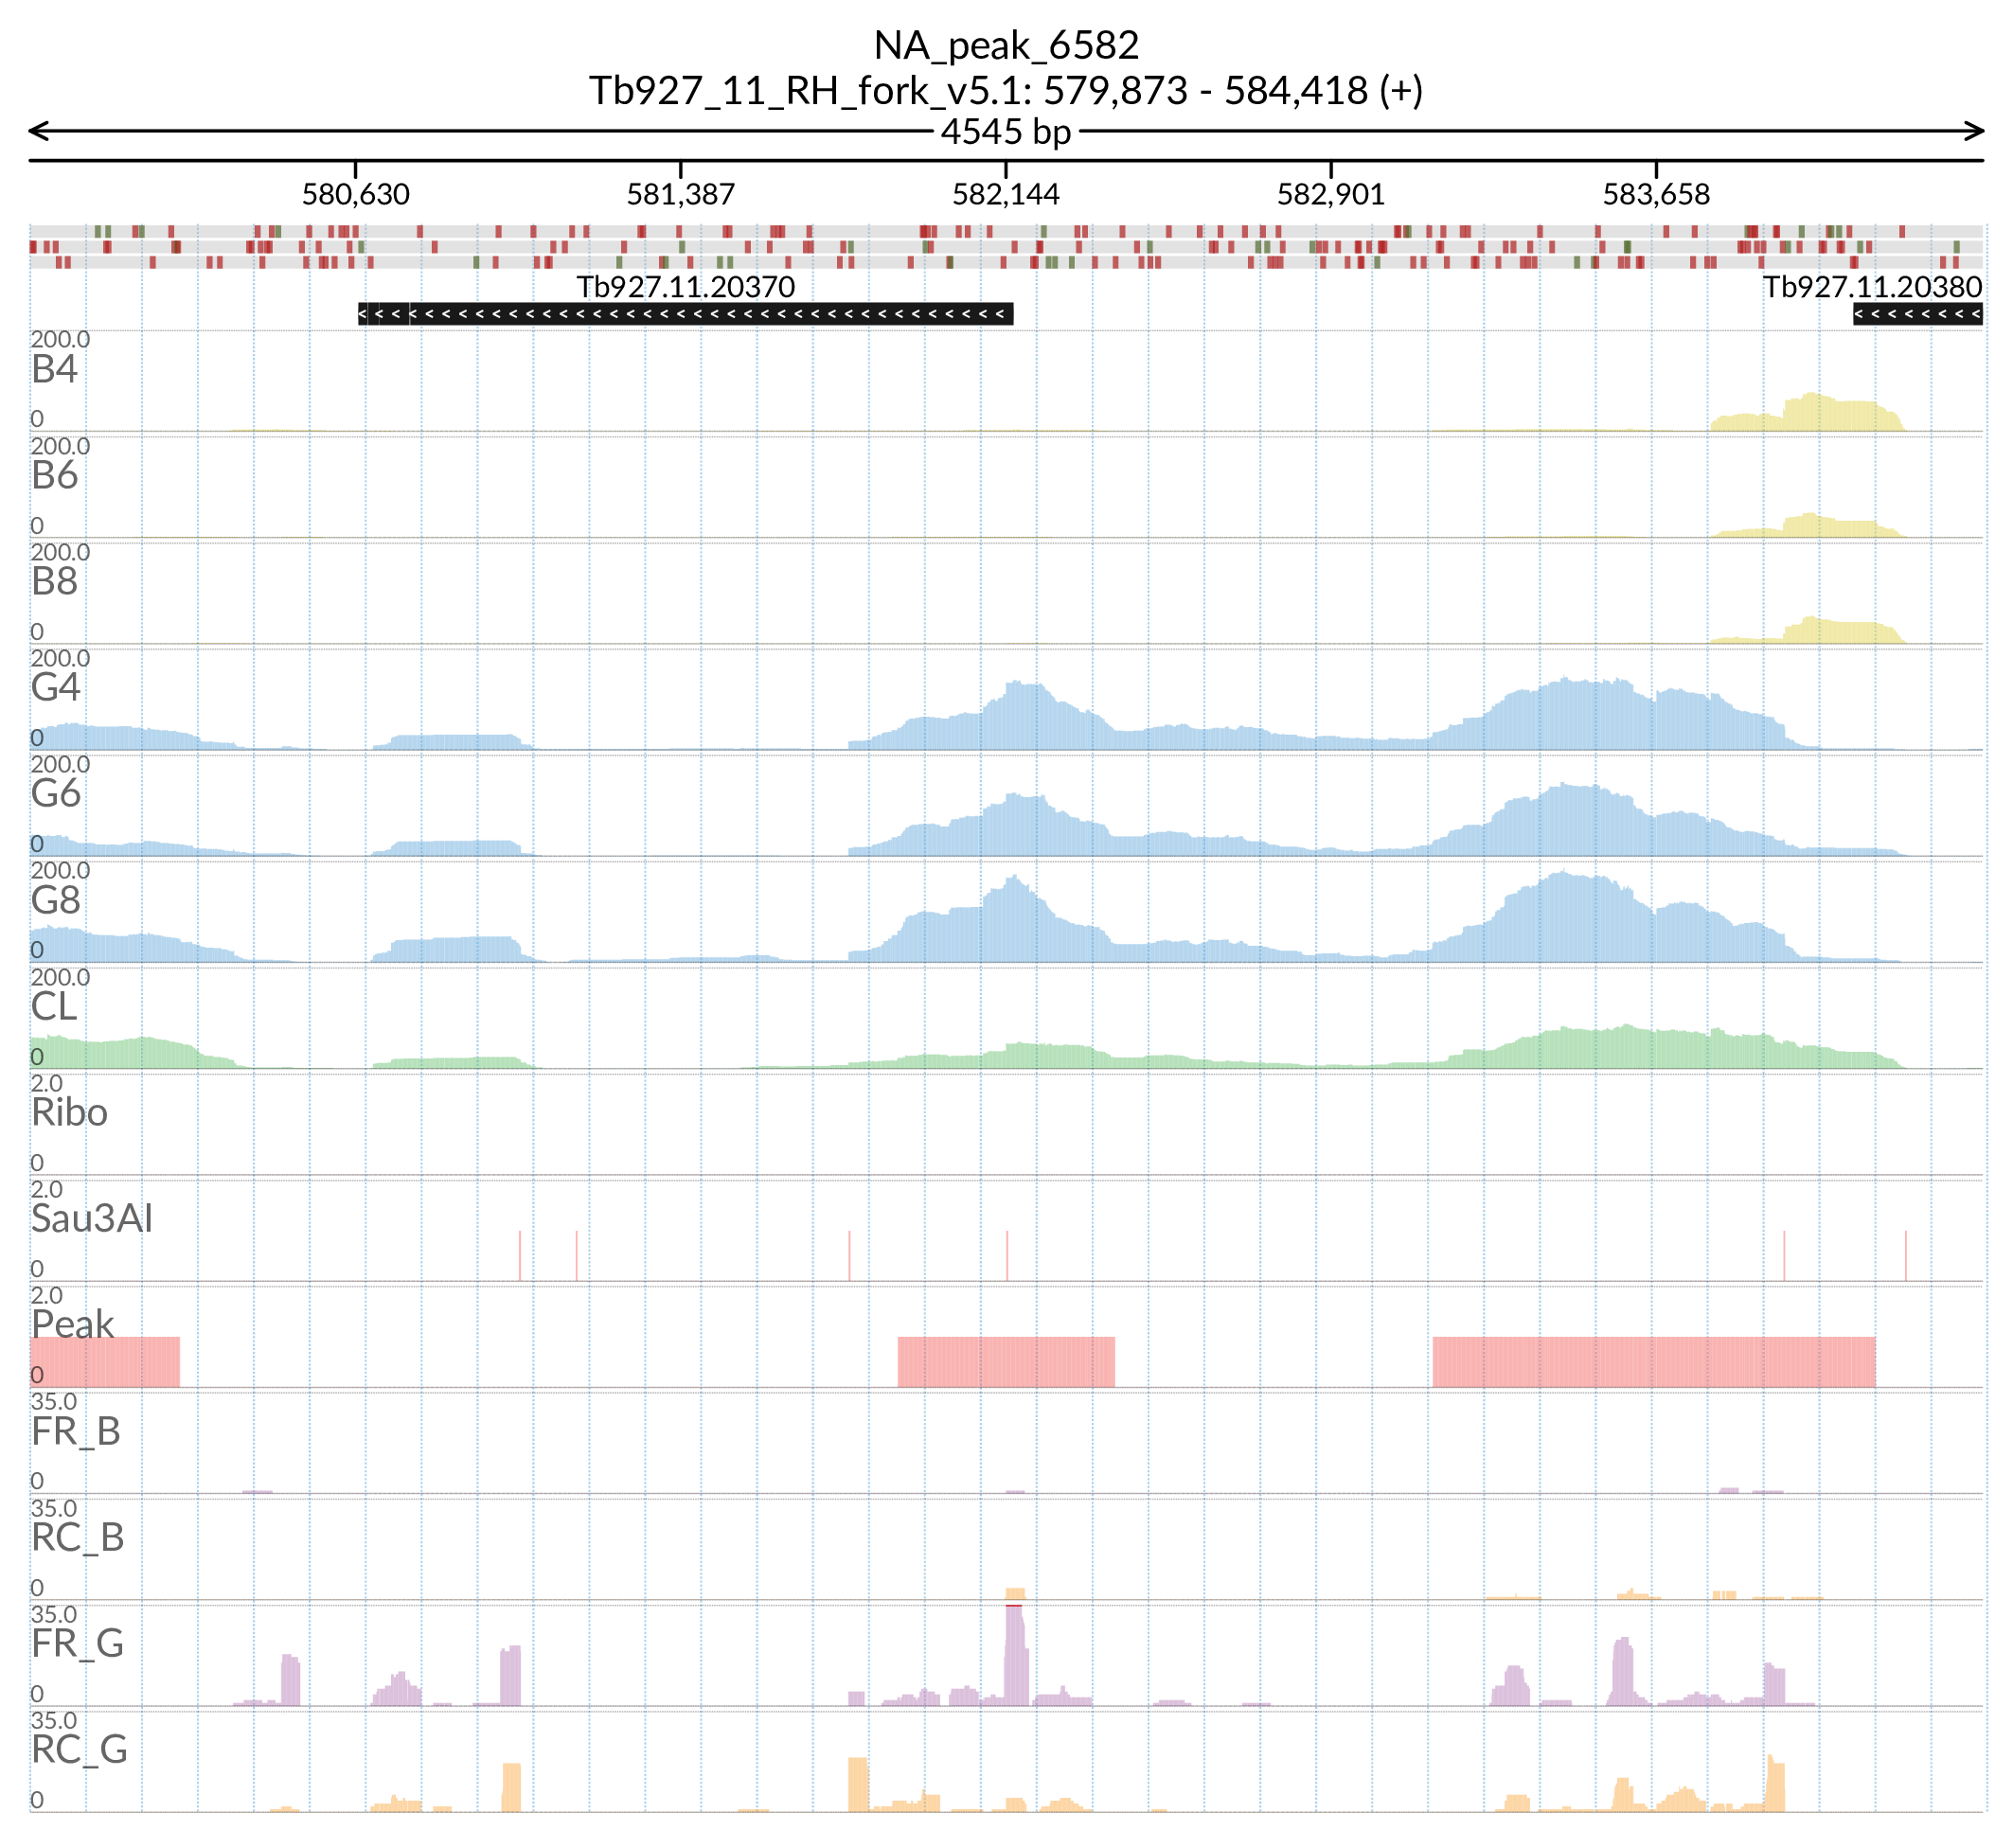 NA_peak_6582
Tb927_11_RH_fork_v5.1: 579,873 - 584,418 (+)
4545 bp
580,630 581,387 582,144 582,901 583,658
Tb927.11.20370 Tb927.11.20380
200.0
B4
0
200.0
B6
0
200.0
B8
0
200.0
G4
0
200.0
G6
0
200.0
G8
0
200.0
CL
0
2.0
Ribo
0
2.0
Sau3AI
0
2.0
Peak
0
35.0
FR_B
0
35.0
RC_B
0
35.0
FR_G
0
35.0
RC_G
0